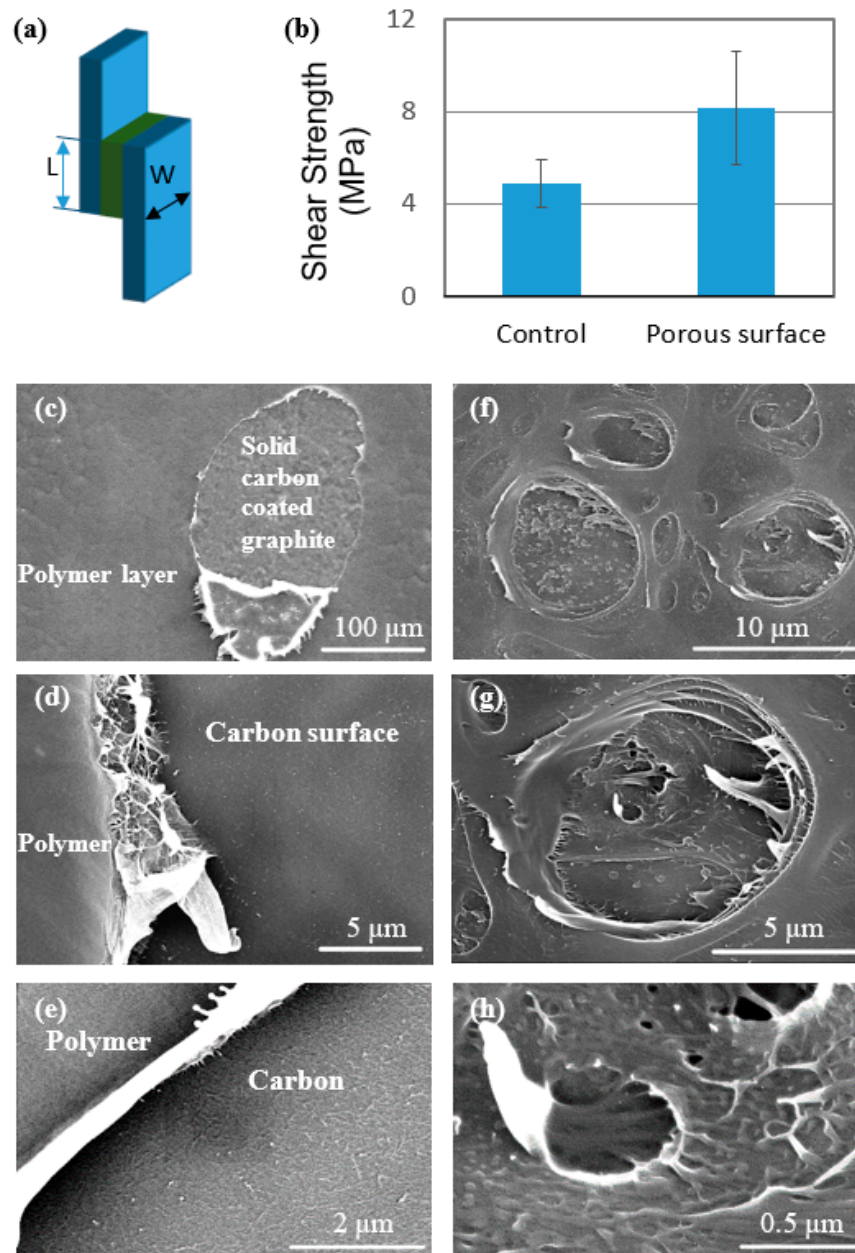 (a)
L
W
(b)
12
8
4
0
Shear Strength
(MPa)
Control
Porous surface
(c)
Solid
carbon
coated
graphite
Polymer layer
100 μm
(f)
10 μm
(d)
Carbon surface
Polymer
5 μm
(g)
5 μm
(e)
Polymer
Carbon
2 μm
(h)
0.5 μm